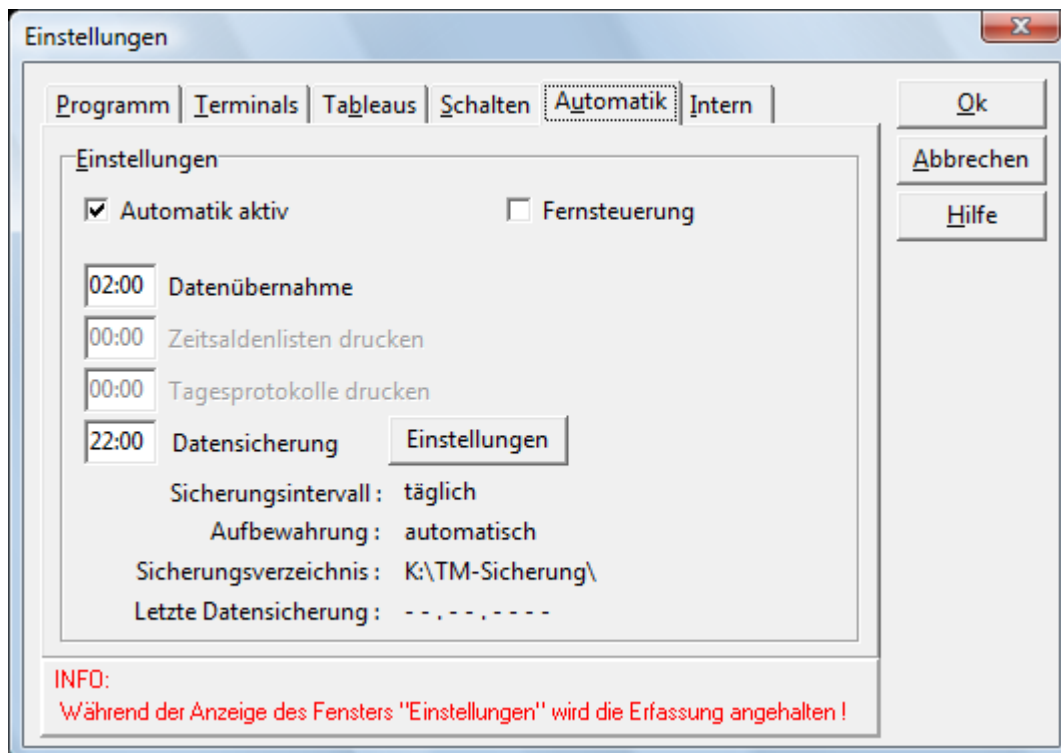 Einstellungen
Programm Terminals Tableaus Schalten Automatik Intern
Ok
Abbrechen
Hilfe
Einstellungen
Automatik aktiv Fernsteuerung
02:00 Datenübernahme
00:00 Zeitsaldenlisten drucken
00:00 Tagesprotokolle drucken
22:00 Datensicherung Einstellungen
Sicherungsintervall : täglich
Aufbewahrung : automatisch
Sicherungsverzeichnis : K:\TM-Sicherung\
Letzte Datensicherung : - - . - - . - - - -
INFO:
Während der Anzeige des Fensters "Einstellungen" wird die Erfassung angehalten !